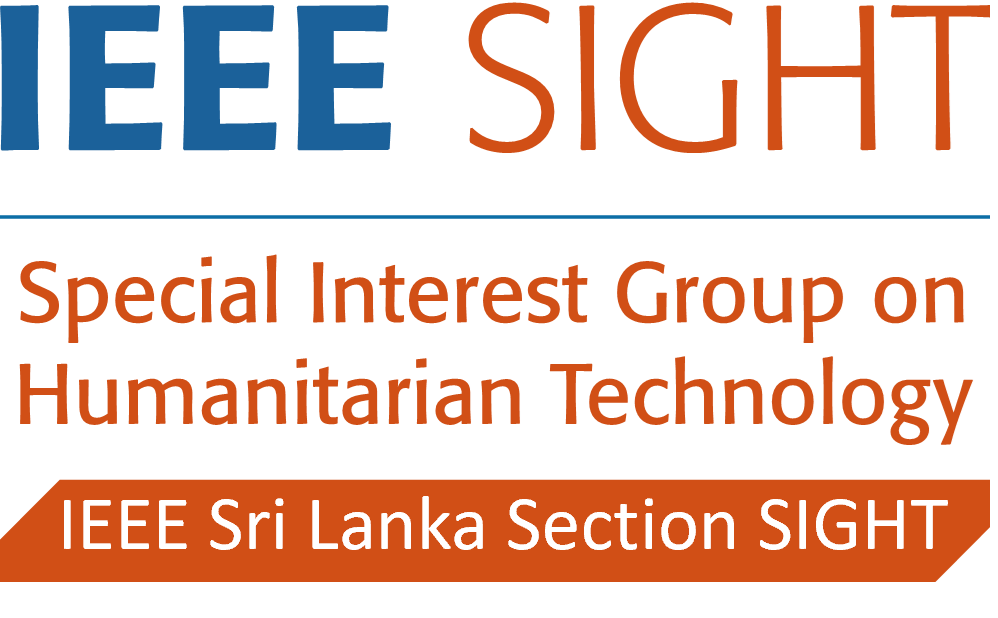 IEEE SIGHT
Special Interest Group on
Humanitarian Technology
IEEE Sri Lanka Section SIGHT